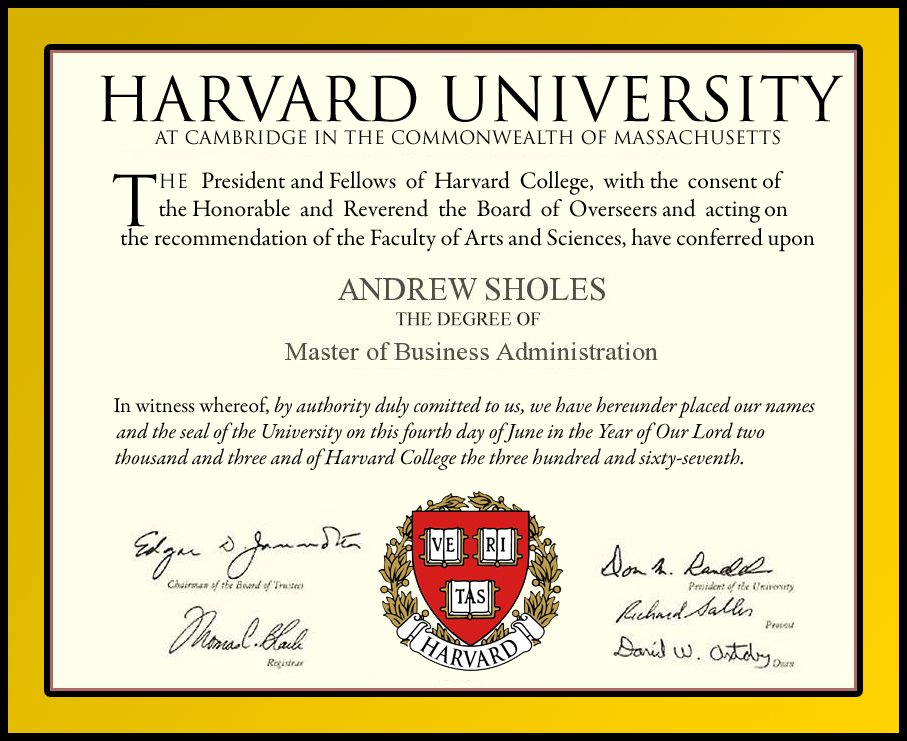 HARVARD UNIVERSITY
AT CAMBRIDGE IN THE COMMONWEALTH OF MASSACHUSETTS
THE President and Fellows of Harvard College, with the consent of
the Honorable and Reverend the Board of Overseers and acting on
the recommendation of the Faculty of Arts and Sciences, have conferred upon
ANDREW SHOLES
THE DEGREE OF
Master of Business Administration
In witness whereof, by authority duly comitted to us, we have hereunder placed our names
and the seal of the University on this fourth day of June in the Year of Our Lord two
thousand and three and of Harvard College the three hundred and sixty-seventh.
Edgar D
Chairman of the Board of Trustees
Thomas C. Black
Registrar
VE RI
TAS
HARVARD
Don M. Randel
President of the University
Richard Saller
Provost
David W. Oxtoby
Dean